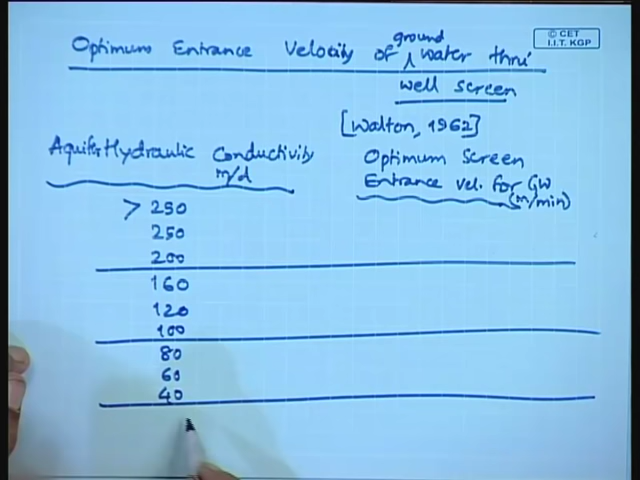 © CET
I.I.T. KGP
Optimum Entrance Velocity of ground water thru
well screen
[Walton, 1962]
Aquifer Hydraulic Conductivity
m/d
Optimum Screen
Entrance vel. for GW
(m/min)
> 250
250
200
160
120
100
80
60
40